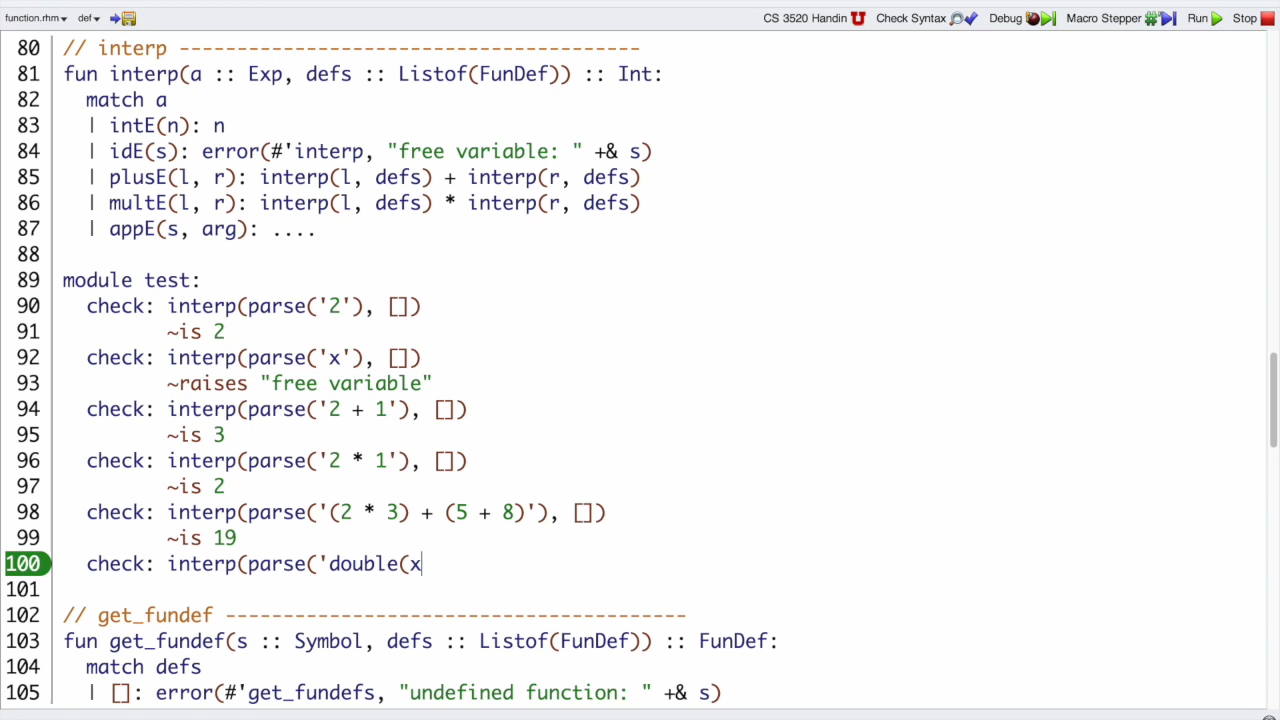 function.rhm▾ def▾ CS 3520 Handin Check Syntax Debug Macro Stepper Run Stop
80 // interp ----------------------------------------
81 fun interp(a :: Exp, defs :: Listof(FunDef)) :: Int:
82   match a
83   | intE(n): n
84   | idE(s): error(#'interp, "free variable: " +& s)
85   | plusE(l, r): interp(l, defs) + interp(r, defs)
86   | multE(l, r): interp(l, defs) * interp(r, defs)
87   | appE(s, arg): ....
88
89 module test:
90   check: interp(parse('2'), [])
91          ~is 2
92   check: interp(parse('x'), [])
93          ~raises "free variable"
94   check: interp(parse('2 + 1'), [])
95          ~is 3
96   check: interp(parse('2 * 1'), [])
97          ~is 2
98   check: interp(parse('(2 * 3) + (5 + 8)'), [])
99          ~is 19
100   check: interp(parse('double(x
101
102 // get_fundef ----------------------------------------
103 fun get_fundef(s :: Symbol, defs :: Listof(FunDef)) :: FunDef:
104   match defs
105   | []: error(#'get_fundefs, "undefined function: " +& s)